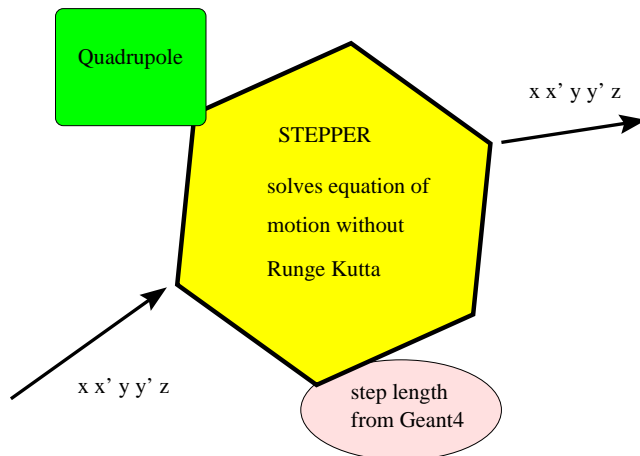 Quadrupole
x x' y y' z
STEPPER
solves equation of
motion without
Runge Kutta
x x' y y' z
step length
from Geant4